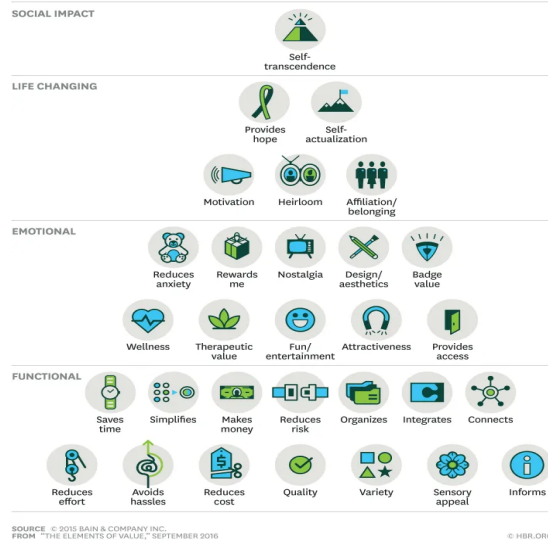 SOCIAL IMPACT
Self-
transcendence
LIFE CHANGING
Provides
hope
Self-
actualization
Motivation
Heirloom
Affiliation/
belonging
EMOTIONAL
Reduces
anxiety
Rewards
me
Nostalgia
Design/
aesthetics
Badge
value
Wellness
Therapeutic
value
Fun/
entertainment
Attractiveness
Provides
access
FUNCTIONAL
Saves
time
Simplifies
Makes
money
Reduces
risk
Organizes
Integrates
Connects
Reduces
effort
Avoids
hassles
Reduces
cost
Quality
Variety
Sensory
appeal
Informs
SOURCE © 2015 BAIN & COMPANY INC.
FROM "THE ELEMENTS OF VALUE," SEPTEMBER 2016
© HBR.ORG